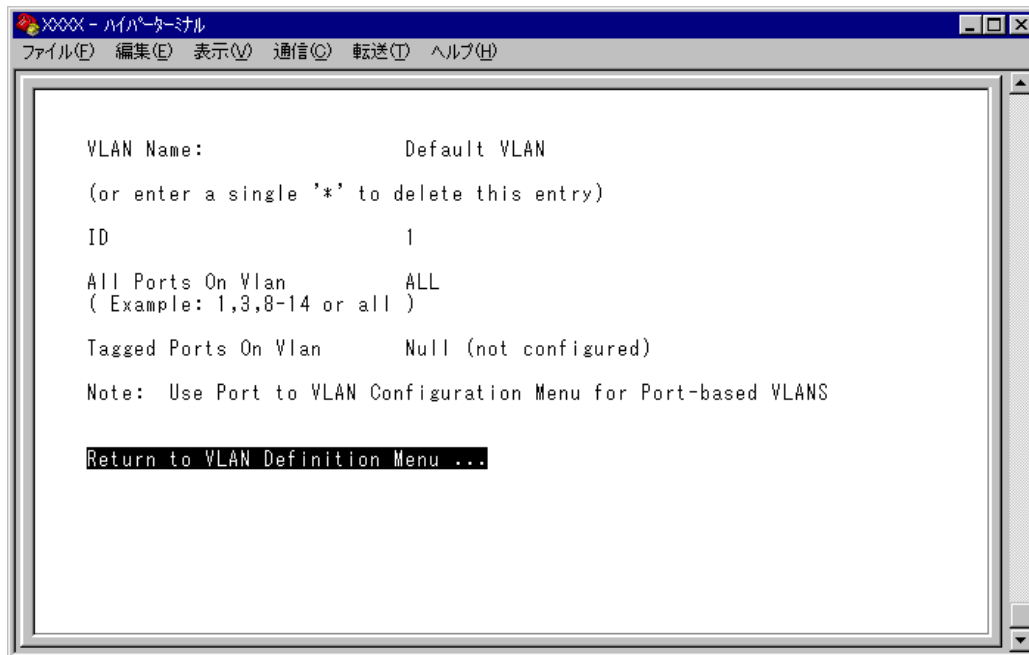 XXXX - ハイパーターミナル
ファイル(F) 編集(E) 表示(V) 通信(C) 転送(T) ヘルプ(H)
VLAN Name: Default VLAN
(or enter a single '*' to delete this entry)
ID 1
All Ports On Vlan ALL
( Example: 1,3,8-14 or all )
Tagged Ports On Vlan Null (not configured)
Note: Use Port to VLAN Configuration Menu for Port-based VLANS
Return to VLAN Definition Menu ...